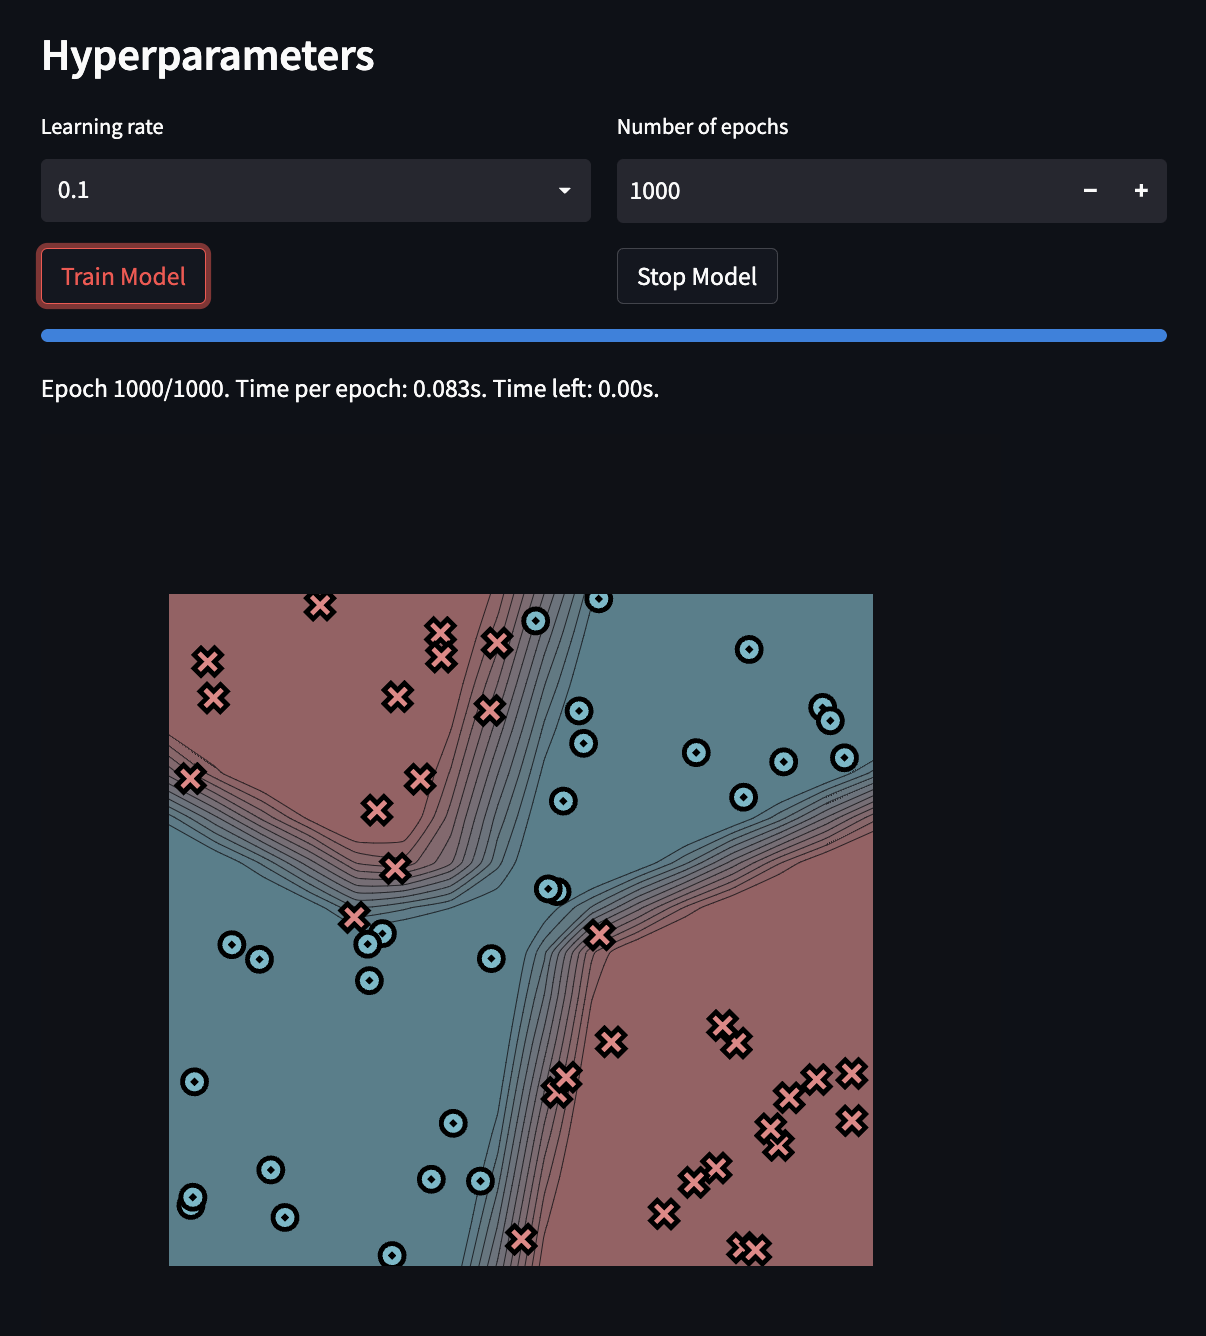 Hyperparameters
Learning rate
Number of epochs
0.1
1000
Train Model
Stop Model
Epoch 1000/1000. Time per epoch: 0.083s. Time left: 0.00s.